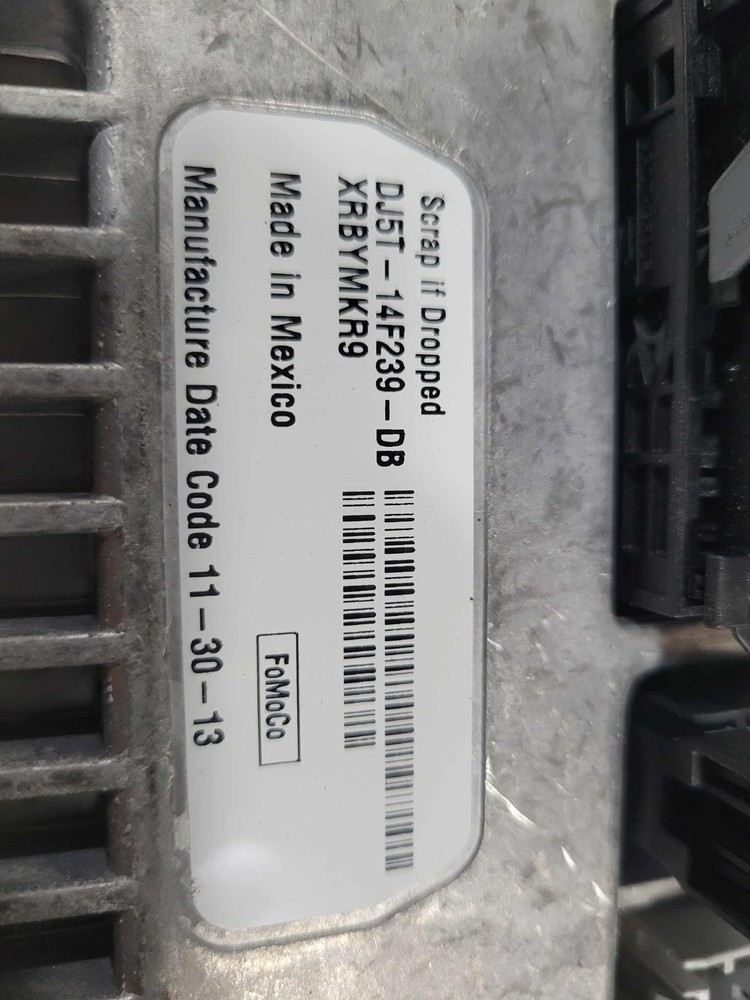 Scrap if Dropped
DJ5T-14F239-DB
XRBYMKR9
Made in Mexico
FoMoCo
Manufacture Date Code 11-30-13